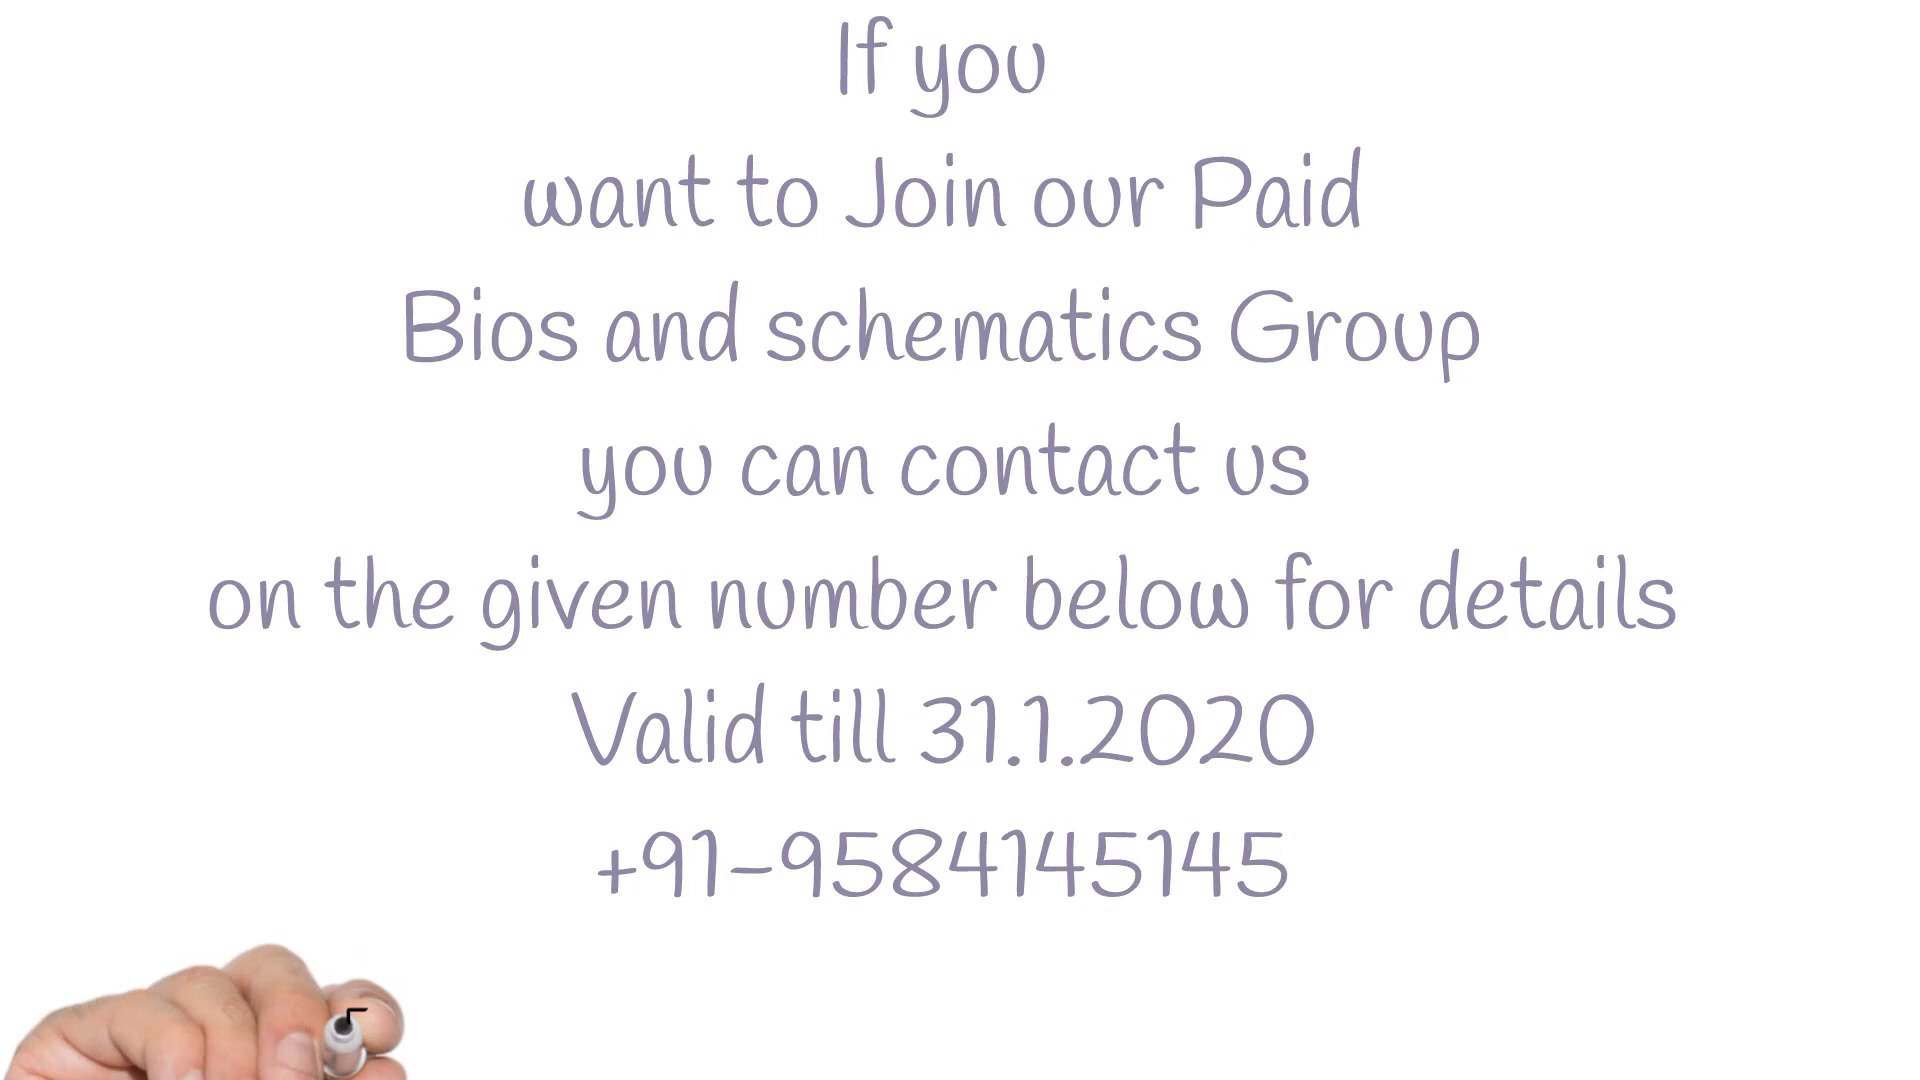 If you
want to Join our Paid
Bios and schematics Group
you can contact us
on the given number below for details
Valid till 31.1.2020
+91-9584145145